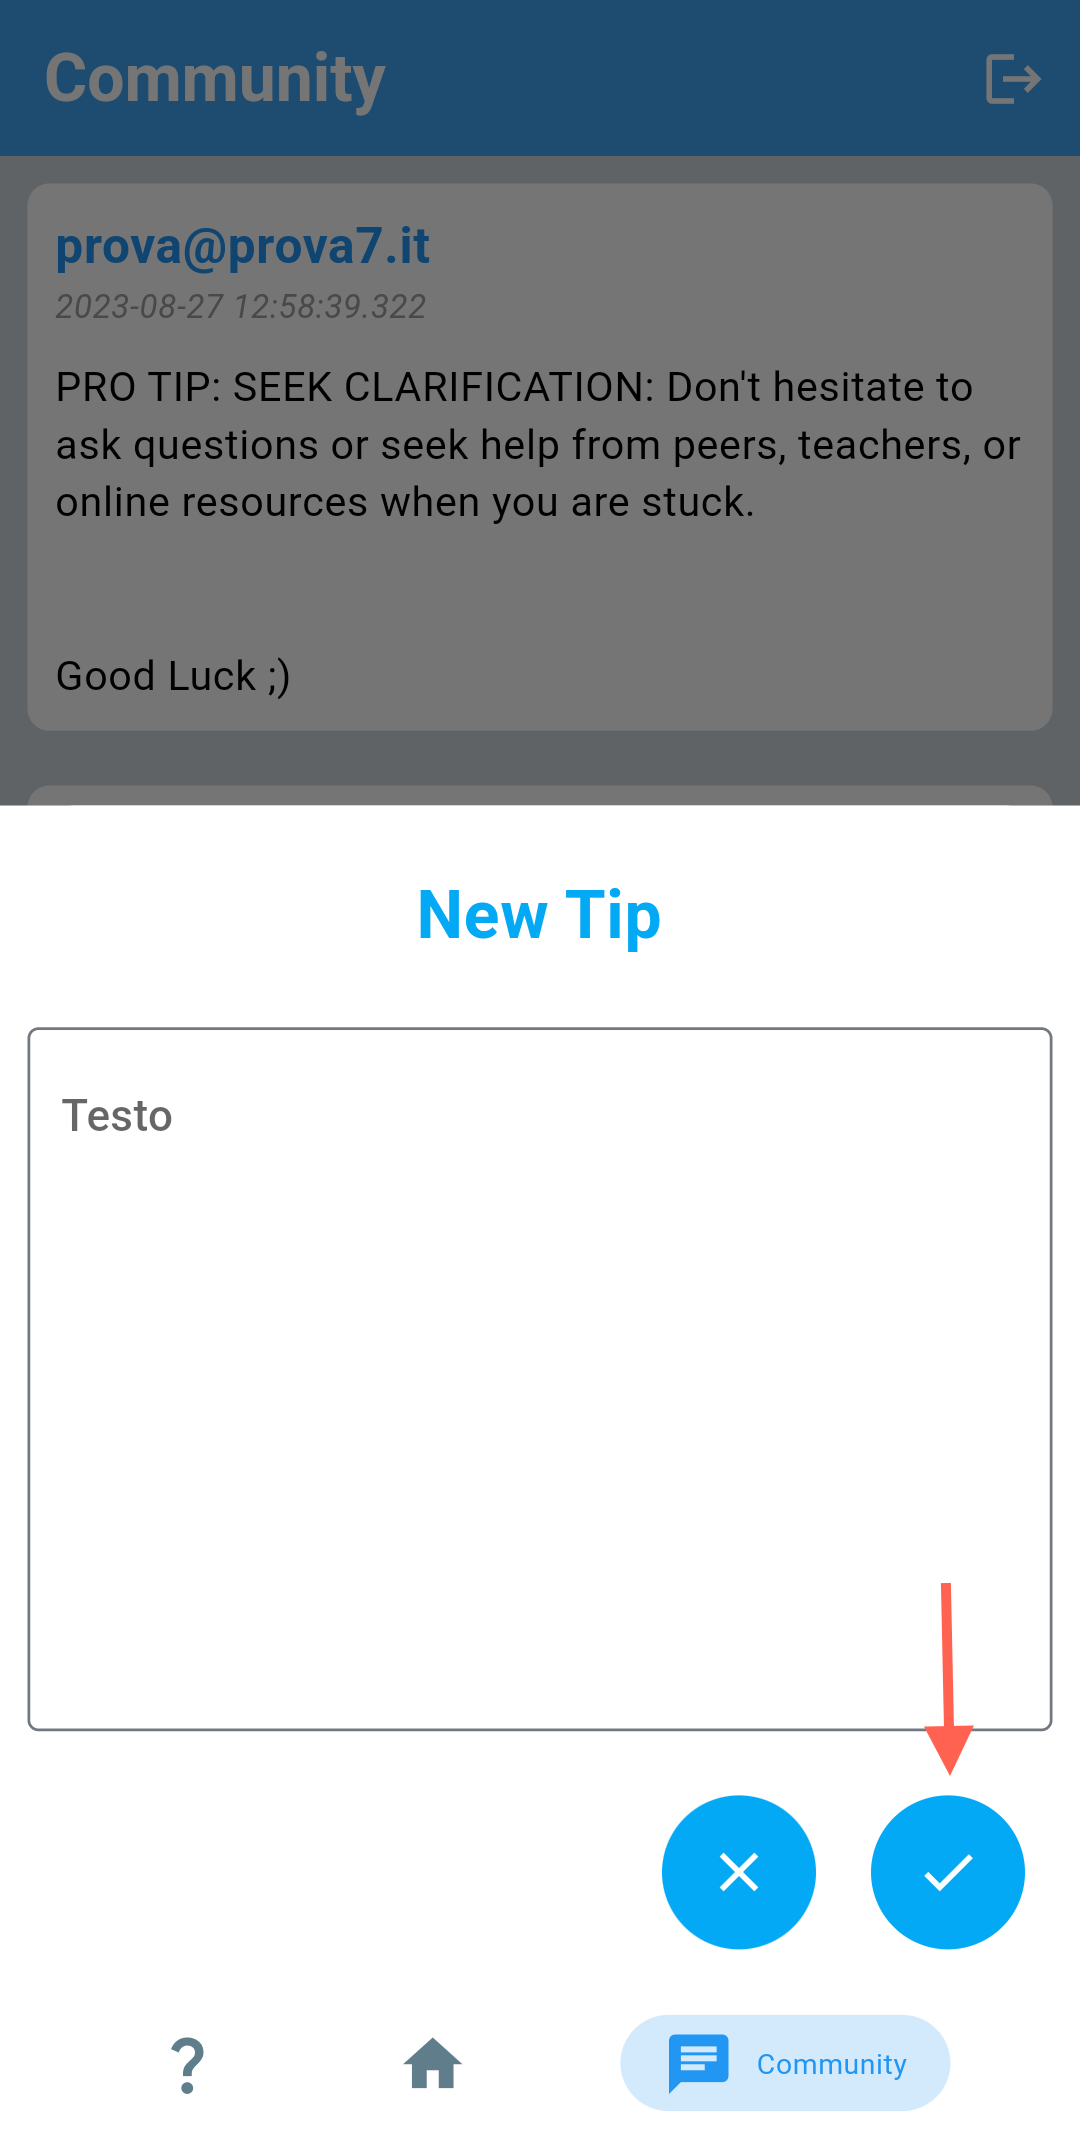 Community
prova@prova7.it
2023-08-27 12:58:39.322
PRO TIP: SEEK CLARIFICATION: Don't hesitate to
ask questions or seek help from peers, teachers, or
online resources when you are stuck.
Good Luck ;)
New Tip
Testo
?
Community